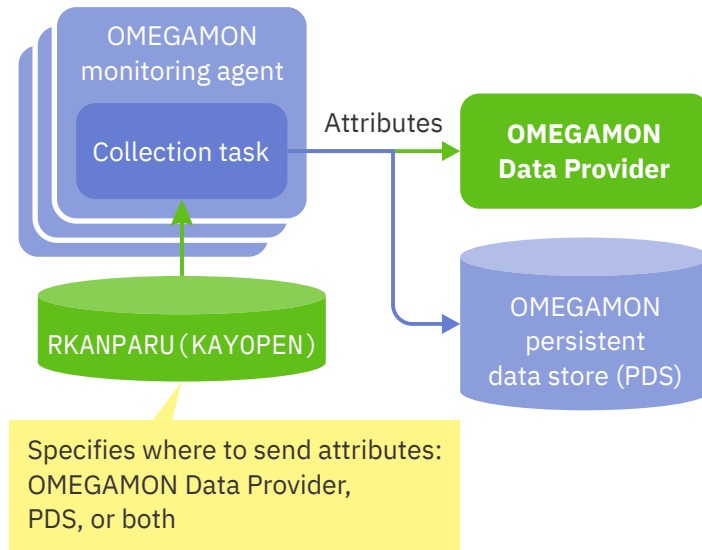 OMEGAMON
monitoring agent
Collection task
Attributes
OMEGAMON
Data Provider
OMEGAMON
persistent
data store (PDS)
RKANPARU(KAYOPEN)
Specifies where to send attributes:
OMEGAMON Data Provider,
PDS, or both